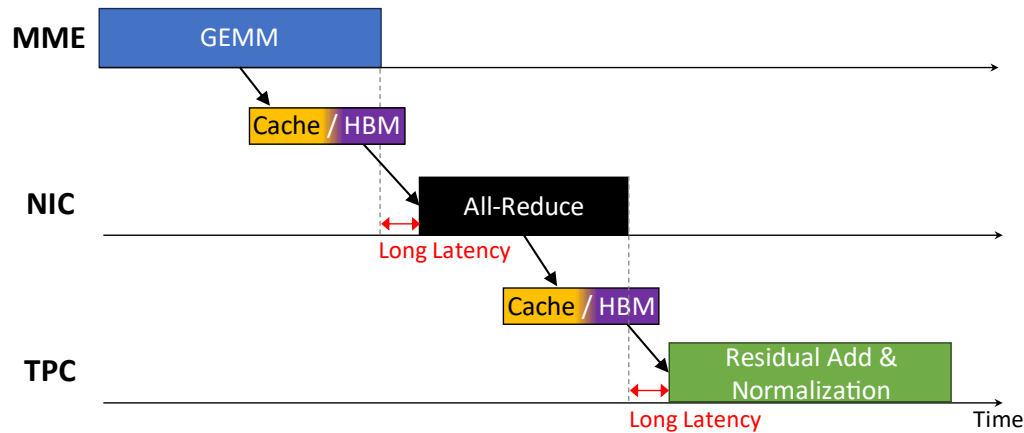 MME
GEMM
Cache / HBM
NIC
All-Reduce
Long Latency
Cache / HBM
TPC
Residual Add &
Normalization
Long Latency
Time